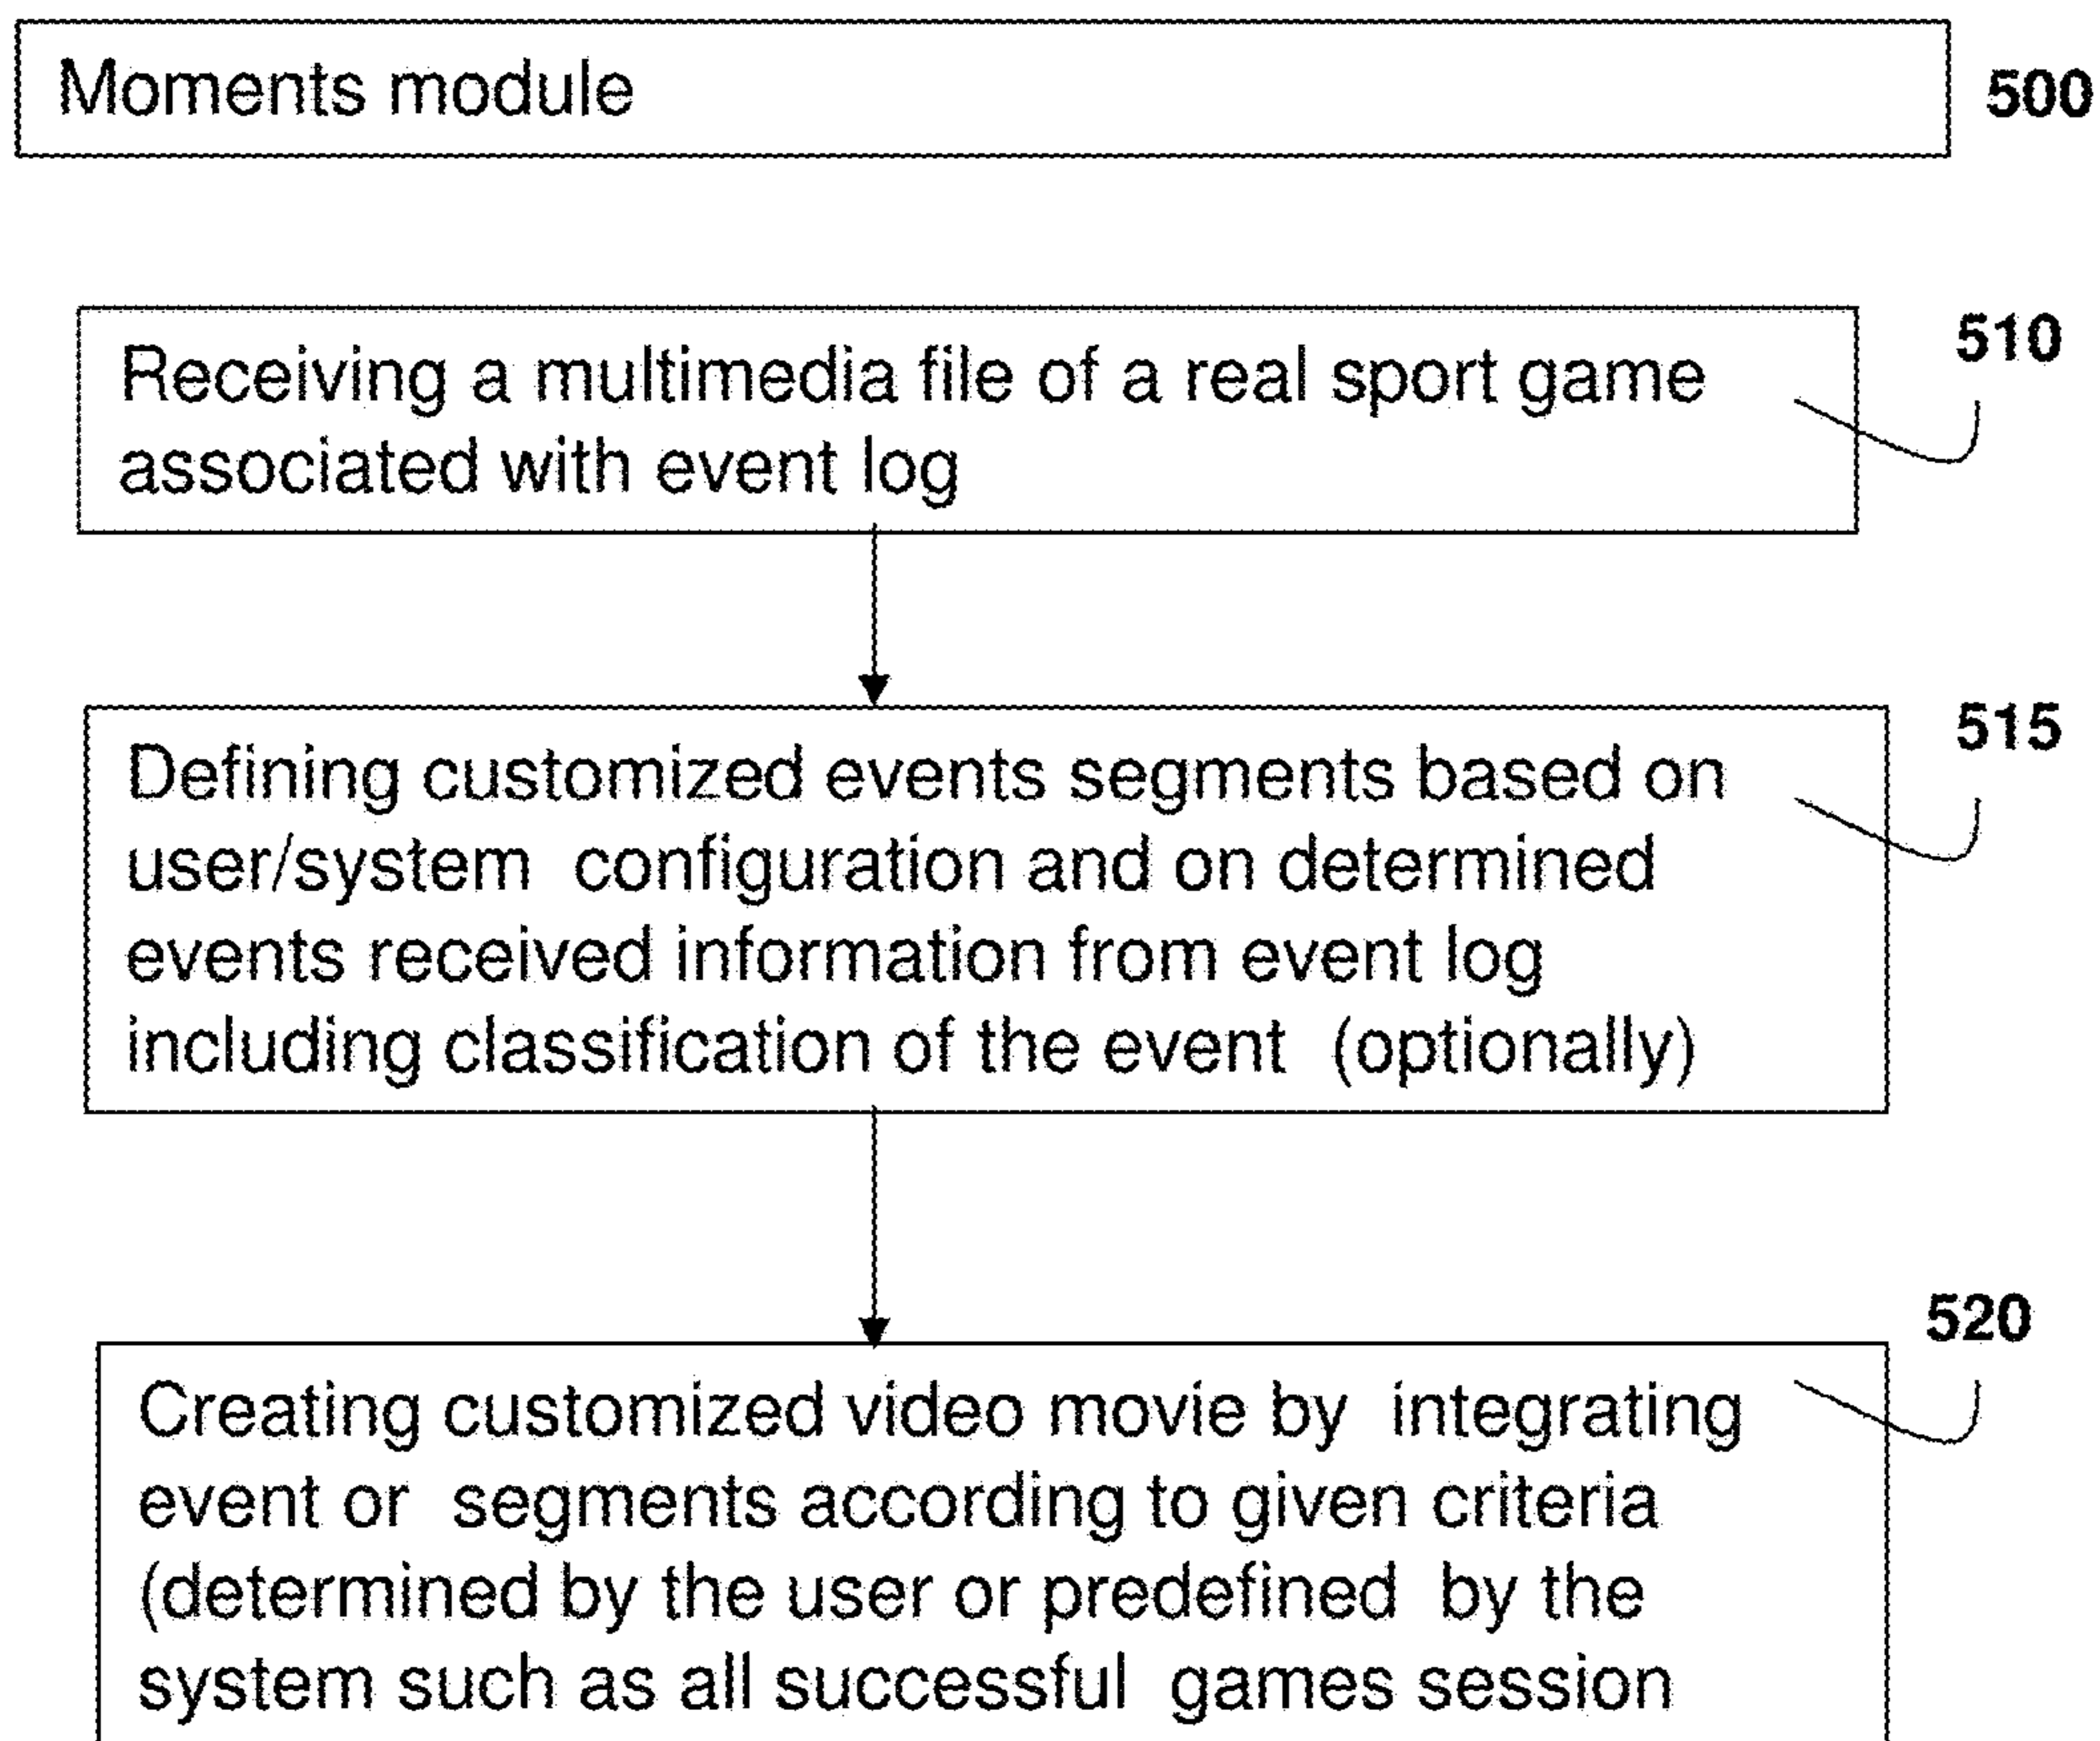 Moments module
500
Receiving a multimedia file of a real sport game
associated with event log
510
Defining customized events segments based on
user/system configuration and on determined
events received information from event log
including classification of the event (optionally)
515
Creating customized video movie by integrating
event or segments according to given criteria
(determined by the user or predefined by the
system such as all successful games session
520